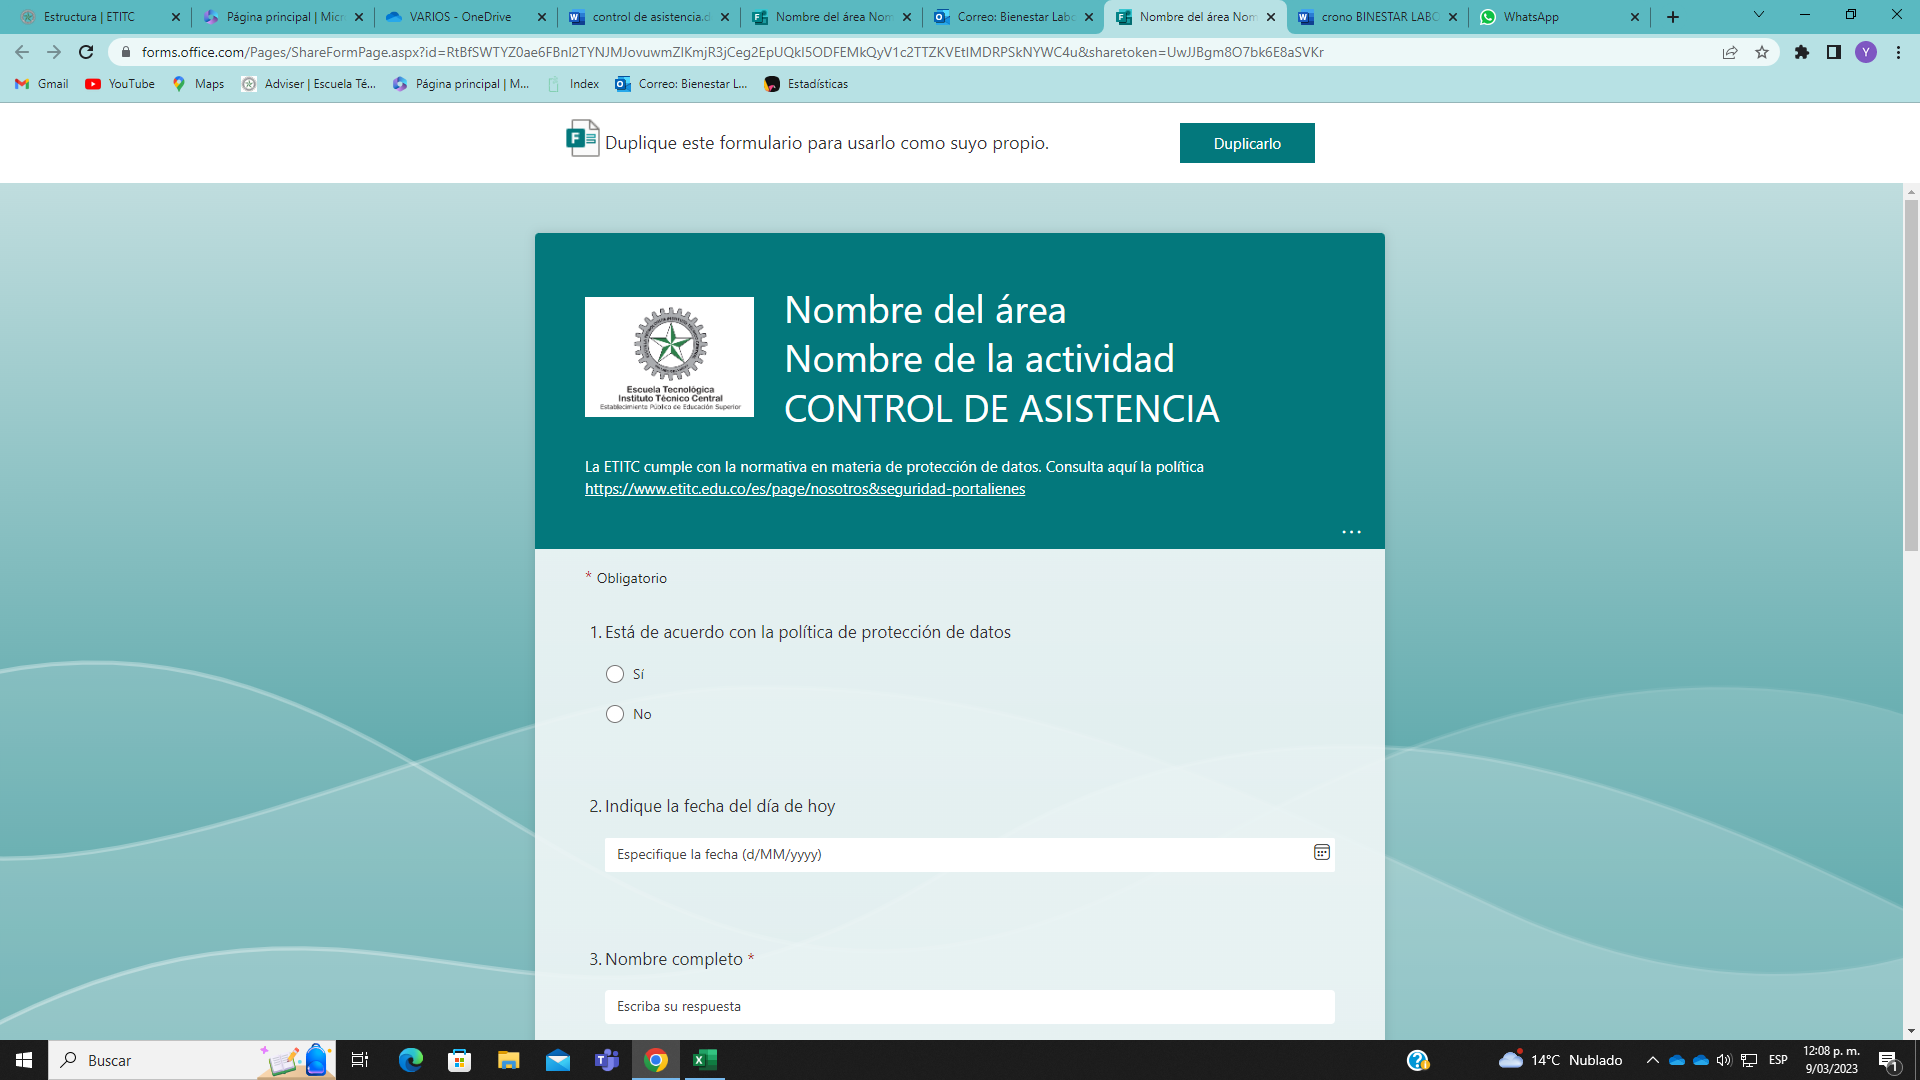 Estructura | ETITC
Página principal | Micr
VARIOS - OneDrive
control de asistencia.d
Nombre del área Nom
Correo: Bienestar Labo
Nombre del área Nom
crono BINESTAR LABO
WhatsApp
forms.office.com/Pages/ShareFormPage.aspx?id=RtBfSWTYZ0ae6FBnI2TYNJMJovuwmZlKmjR3jCeg2EpUQkI5ODFEMkQyV1c2TTZKVEtIMDRPSkNYWC4u&sharetoken=UwJJBgm8O7bk6E8aSVKr
Y
Gmail
YouTube
Maps
Adviser | Escuela Té...
Página principal | M...
Index
Correo: Bienestar L...
Estadísticas
Duplique este formulario para usarlo como suyo propio.
Duplicarlo
Escuela Tecnológica
Instituto Técnico Central
Establecimiento Público de Educación Superior
Nombre del área
Nombre de la actividad
CONTROL DE ASISTENCIA
La ETITC cumple con la normativa en materia de protección de datos. Consulta aquí la política
https://www.etitc.edu.co/es/page/nosotros&seguridad-portalienes
...
* Obligatorio
1. Está de acuerdo con la política de protección de datos
Sí
No
2. Indique la fecha del día de hoy
Especifique la fecha (d/MM/yyyy)
3. Nombre completo *
Escriba su respuesta
Buscar
14°C Nublado
ESP
12:08 p. m.
9/03/2023
1